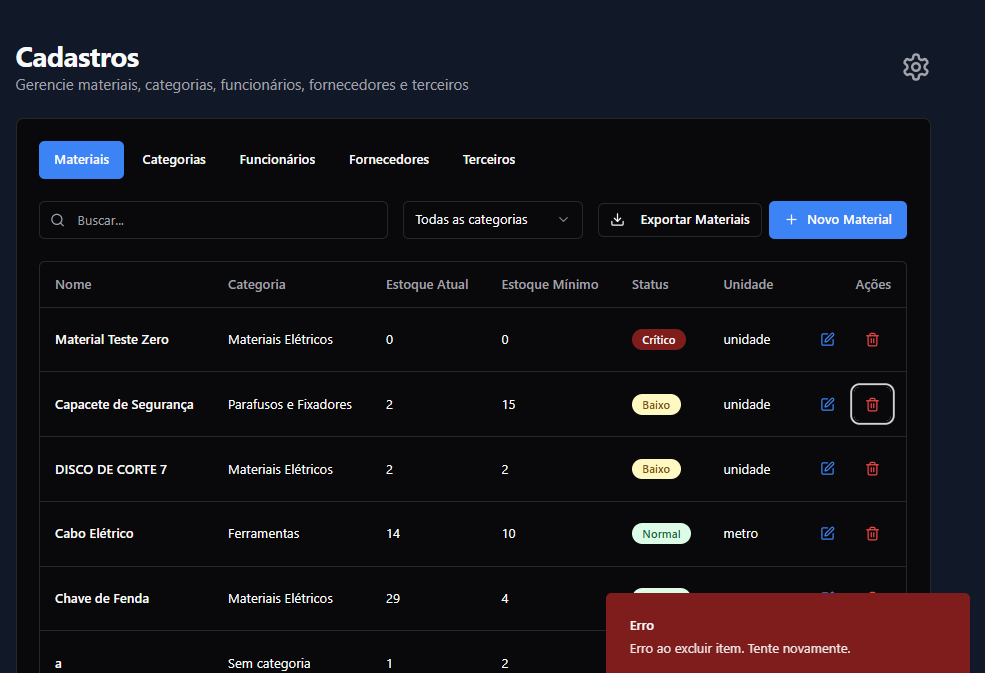 Cadastros
Gerencie materiais, categorias, funcionários, fornecedores e terceiros
Materiais Categorias Funcionários Fornecedores Terceiros
Buscar... Todas as categorias Exportar Materiais + Novo Material
Nome Categoria Estoque Atual Estoque Mínimo Status Unidade Ações
Material Teste Zero Materiais Elétricos 0 0 Crítico unidade
Capacete de Segurança Parafusos e Fixadores 2 15 Baixo unidade
DISCO DE CORTE 7 Materiais Elétricos 2 2 Baixo unidade
Cabo Elétrico Ferramentas 14 10 Normal metro
Chave de Fenda Materiais Elétricos 29 4
a Sem categoria 1 2
Erro
Erro ao excluir item. Tente novamente.